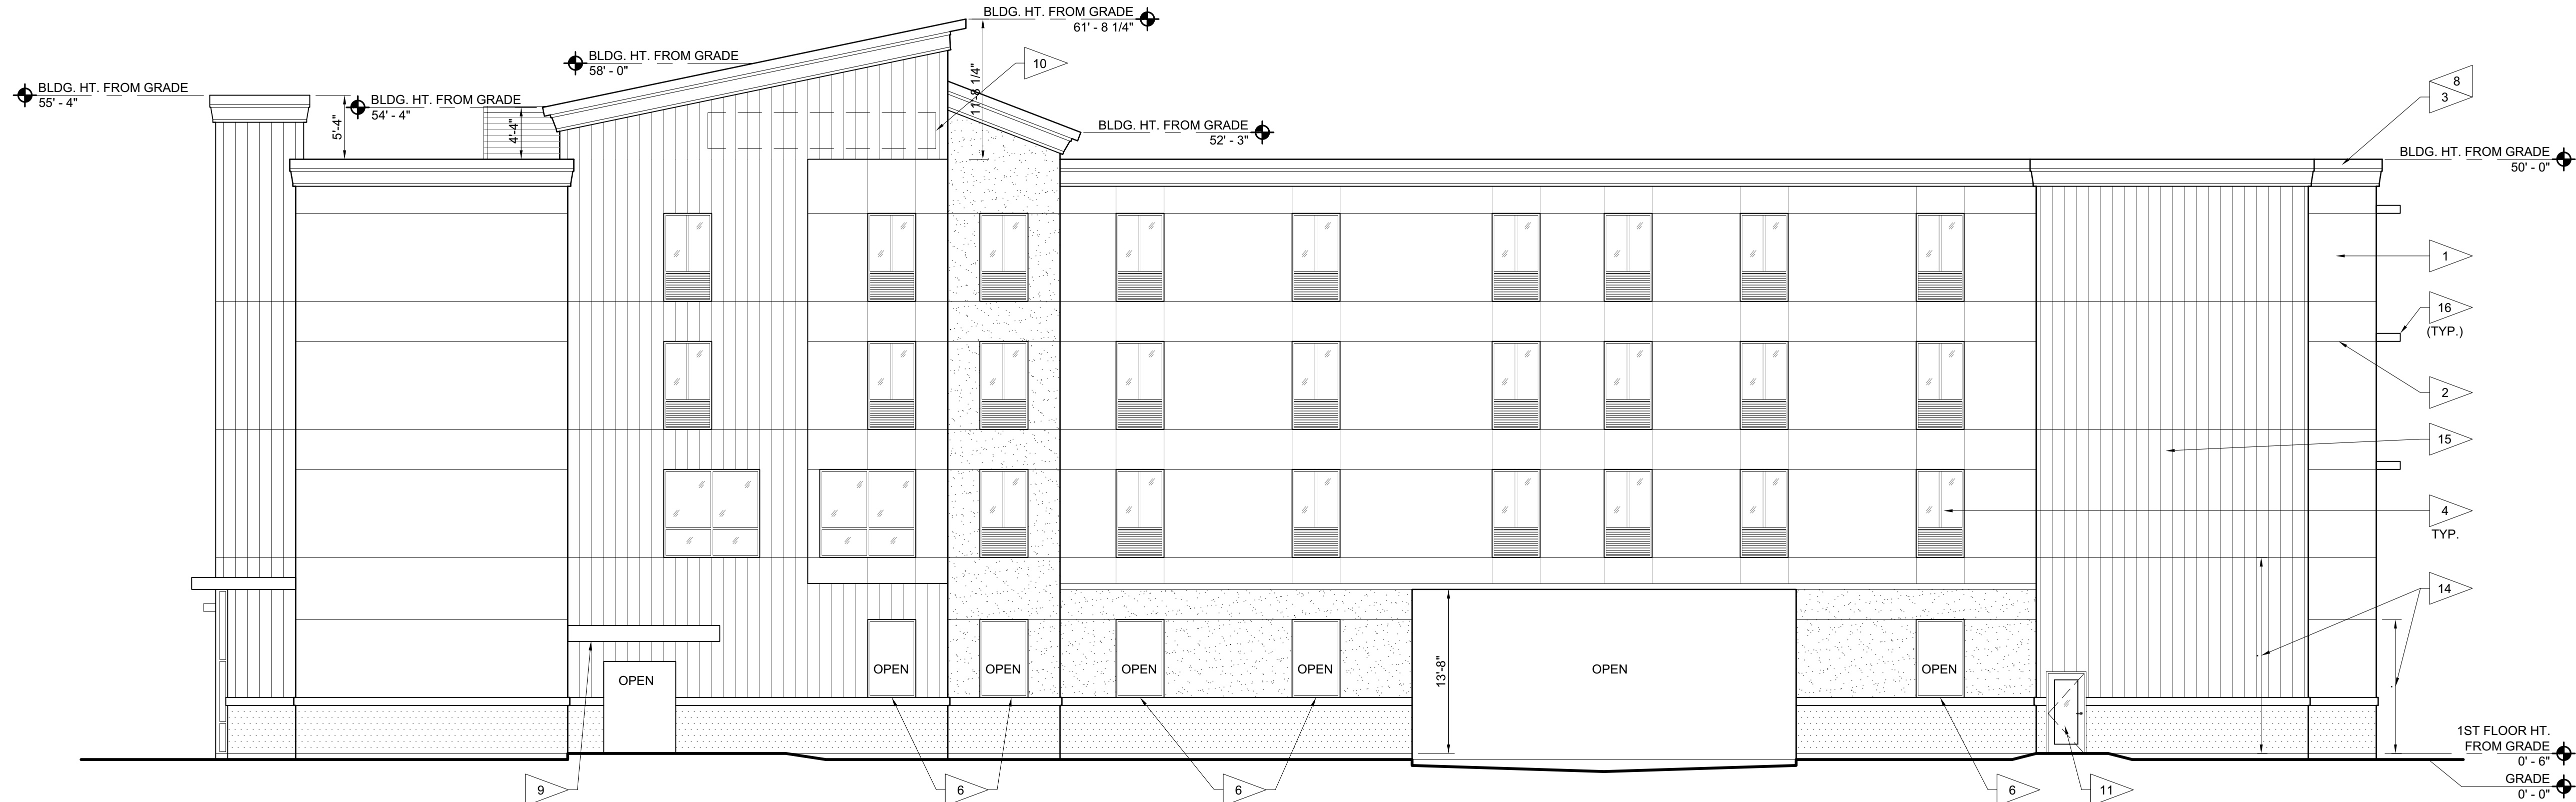 BLDG. HT. FROM GRADE
61' - 8 1/4"
BLDG. HT. FROM GRADE
58' - 0"
10
11'-8 1/4"
BLDG. HT. FROM GRADE
55' - 4"
BLDG. HT. FROM GRADE
54' - 4"
5'-4"
4'-4"
BLDG. HT. FROM GRADE
52' - 3"
8
3
BLDG. HT. FROM GRADE
50' - 0"
1
16
(TYP.)
2
15
4
TYP.
14
OPEN
OPEN
OPEN
OPEN
OPEN
13'-8"
OPEN
OPEN
1ST FLOOR HT.
FROM GRADE
0' - 6"
GRADE
0' - 0"
9
6
6
6
11